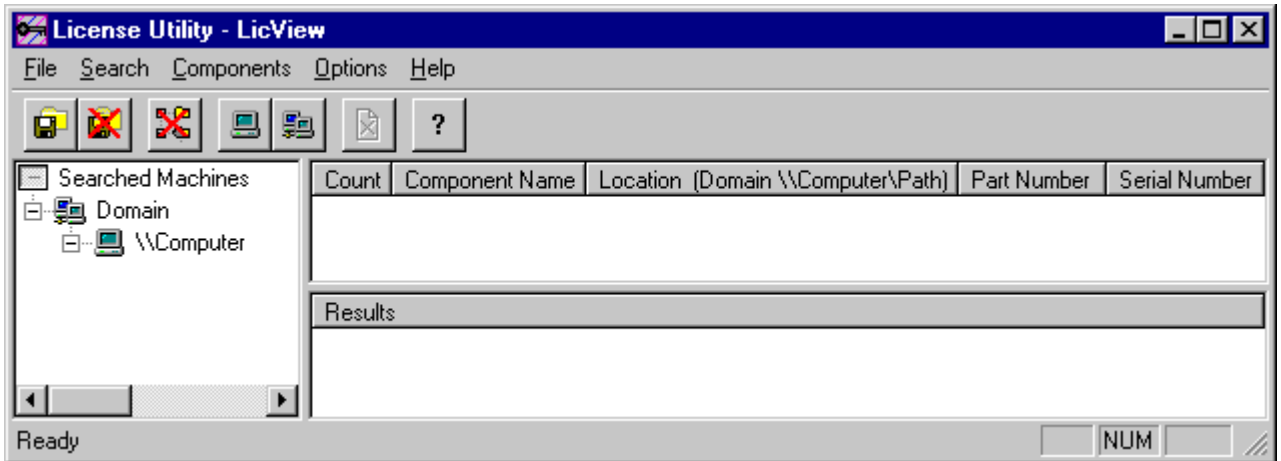 License Utility - LicView
File Search Components Options Help
?
Searched Machines
Domain
\\Computer
Count Component Name Location (Domain \\Computer\Path) Part Number Serial Number
Results
Ready NUM